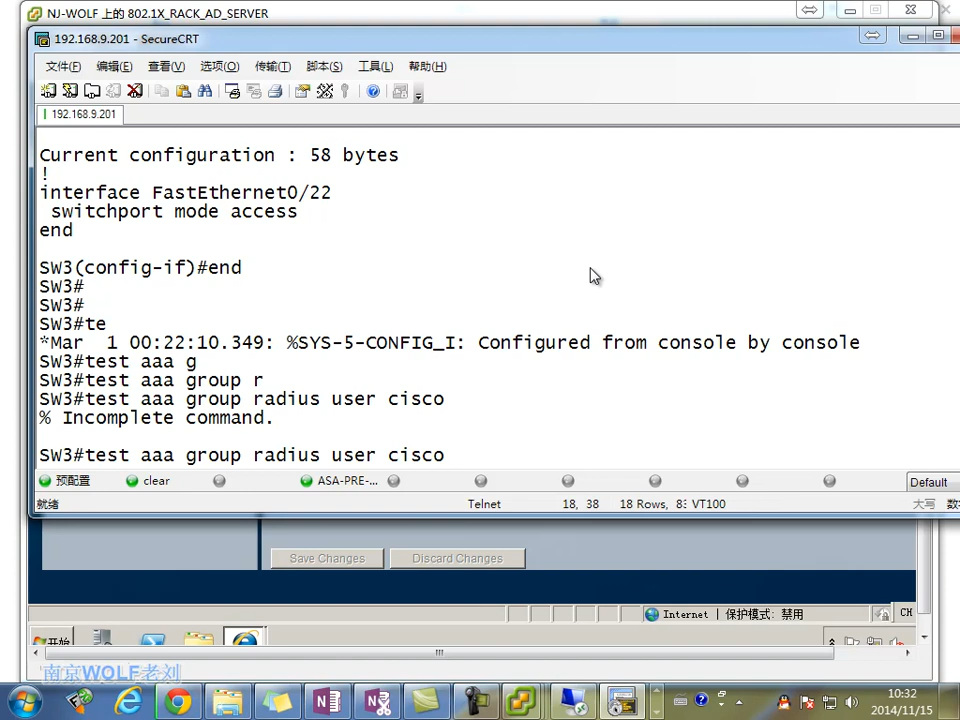 NJ-WOLF 上的 802.1X_RACK_AD_SERVER
192.168.9.201 - SecureCRT
文件(F) 编辑(E) 查看(V) 选项(O) 传输(T) 脚本(S) 工具(L) 帮助(H)
192.168.9.201
Current configuration : 58 bytes
!
interface FastEthernet0/22
switchport mode access
end
SW3(config-if)#end
SW3#
SW3#
SW3#te
*Mar  1 00:22:10.349: %SYS-5-CONFIG_I: Configured from console by console
SW3#test aaa g
SW3#test aaa group r
SW3#test aaa group radius user cisco
% Incomplete command.
SW3#test aaa group radius user cisco
预配置 clear ASA-PRE-... Default
就绪 Telnet 18, 38 18 Rows, 8 VT100 大写 数
Save Changes Discard Changes
Internet | 保护模式: 禁用 CH
开始
南京WOLF老刘
10:32
2014/11/15